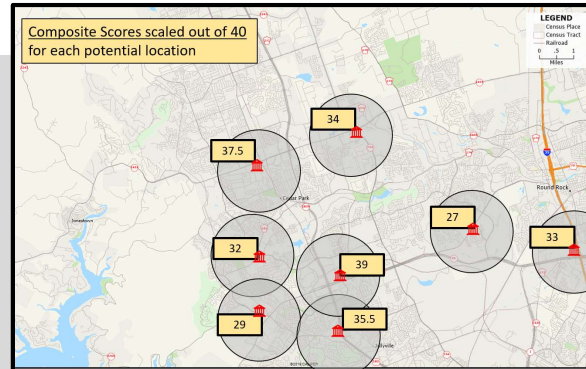 Composite Scores scaled out of 40
for each potential location
LEGEND
Census Place
Census Tract
Railroad
0 .5 1
Miles
34
37.5
Cedar Park
Round Rock
Jonestown
27
33
32
39
29
35.5